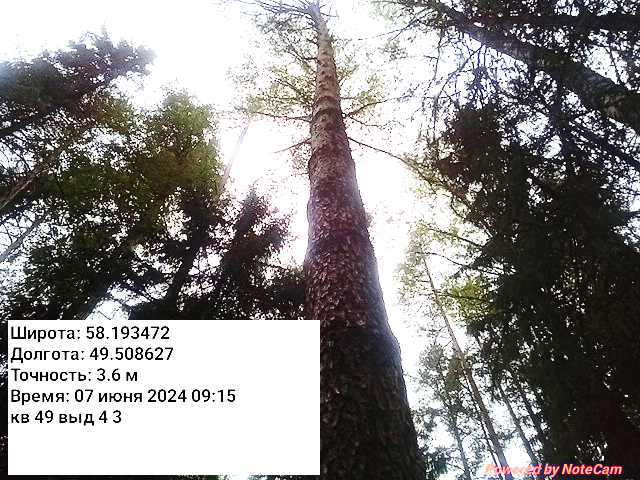 Широта: 58.193472
Долгота: 49.508627
Точность: 3.6 м
Время: 07 июня 2024 09:15
кв 49 выд 4 3
Powered by NoteCam